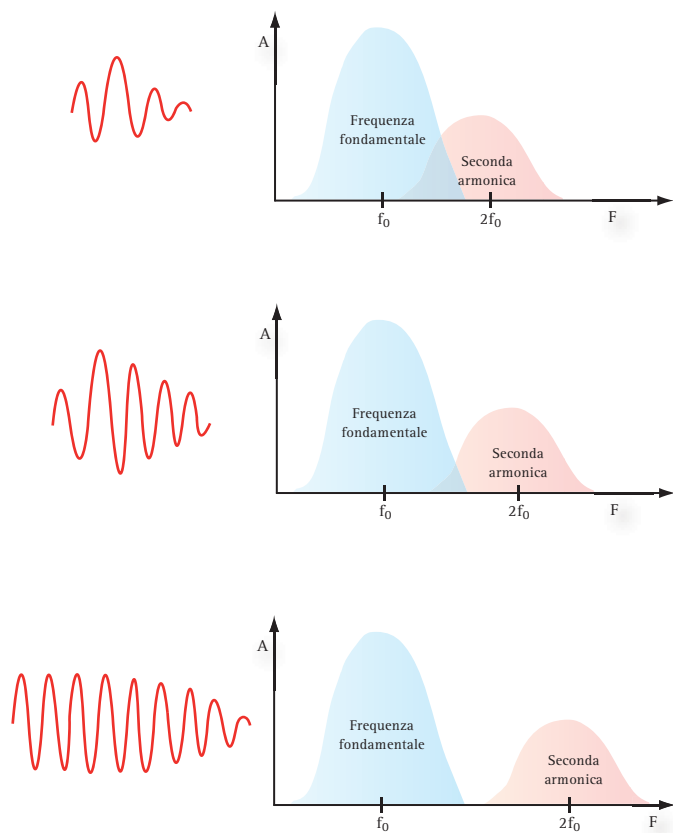 A
Frequenza
fondamentale
Seconda
armonica
f₀
2f₀
F
A
Frequenza
fondamentale
Seconda
armonica
f₀
2f₀
F
A
Frequenza
fondamentale
Seconda
armonica
f₀
2f₀
F